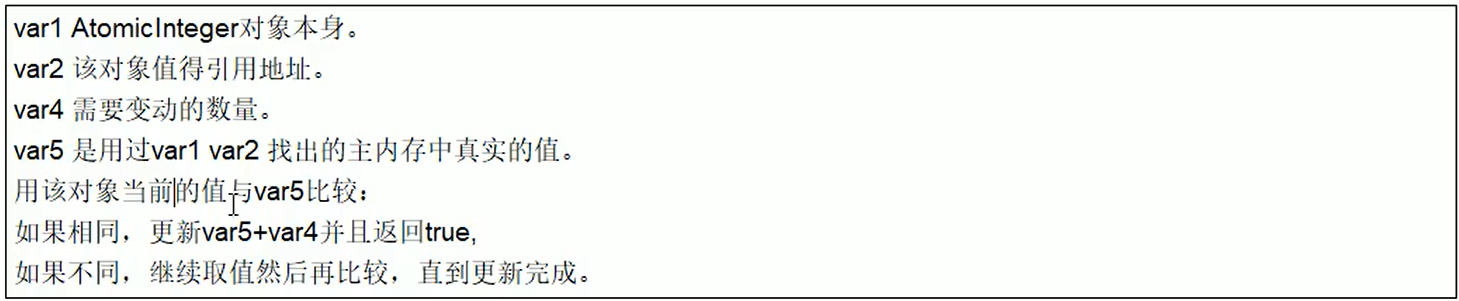 var1 AtomicInteger对象本身。
var2 该对象值得引用地址。
var4 需要变动的数量。
var5 是用过var1 var2 找出的主内存中真实的值。
用该对象当前的值与var5比较：
如果相同，更新var5+var4并且返回true,
如果不同，继续取值然后再比较，直到更新完成。